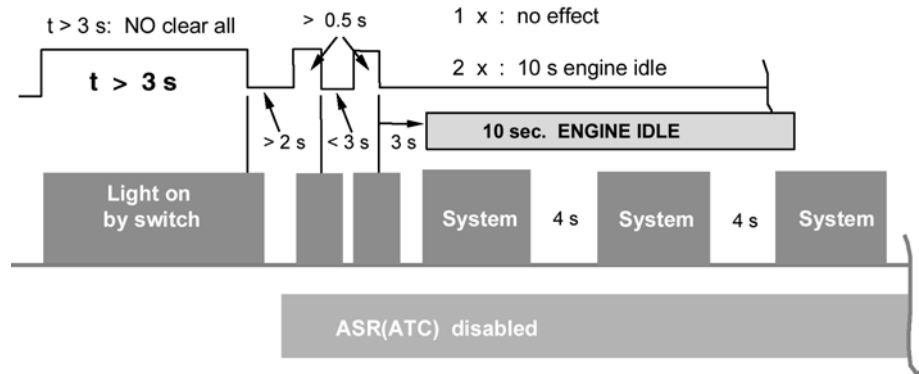 t > 3 s: NO clear all
> 0.5 s
1 x : no effect
t > 3 s
2 x : 10 s engine idle
> 2 s
< 3 s
3 s
10 sec. ENGINE IDLE
Light on
by switch
System
4 s
System
4 s
System
ASR(ATC) disabled